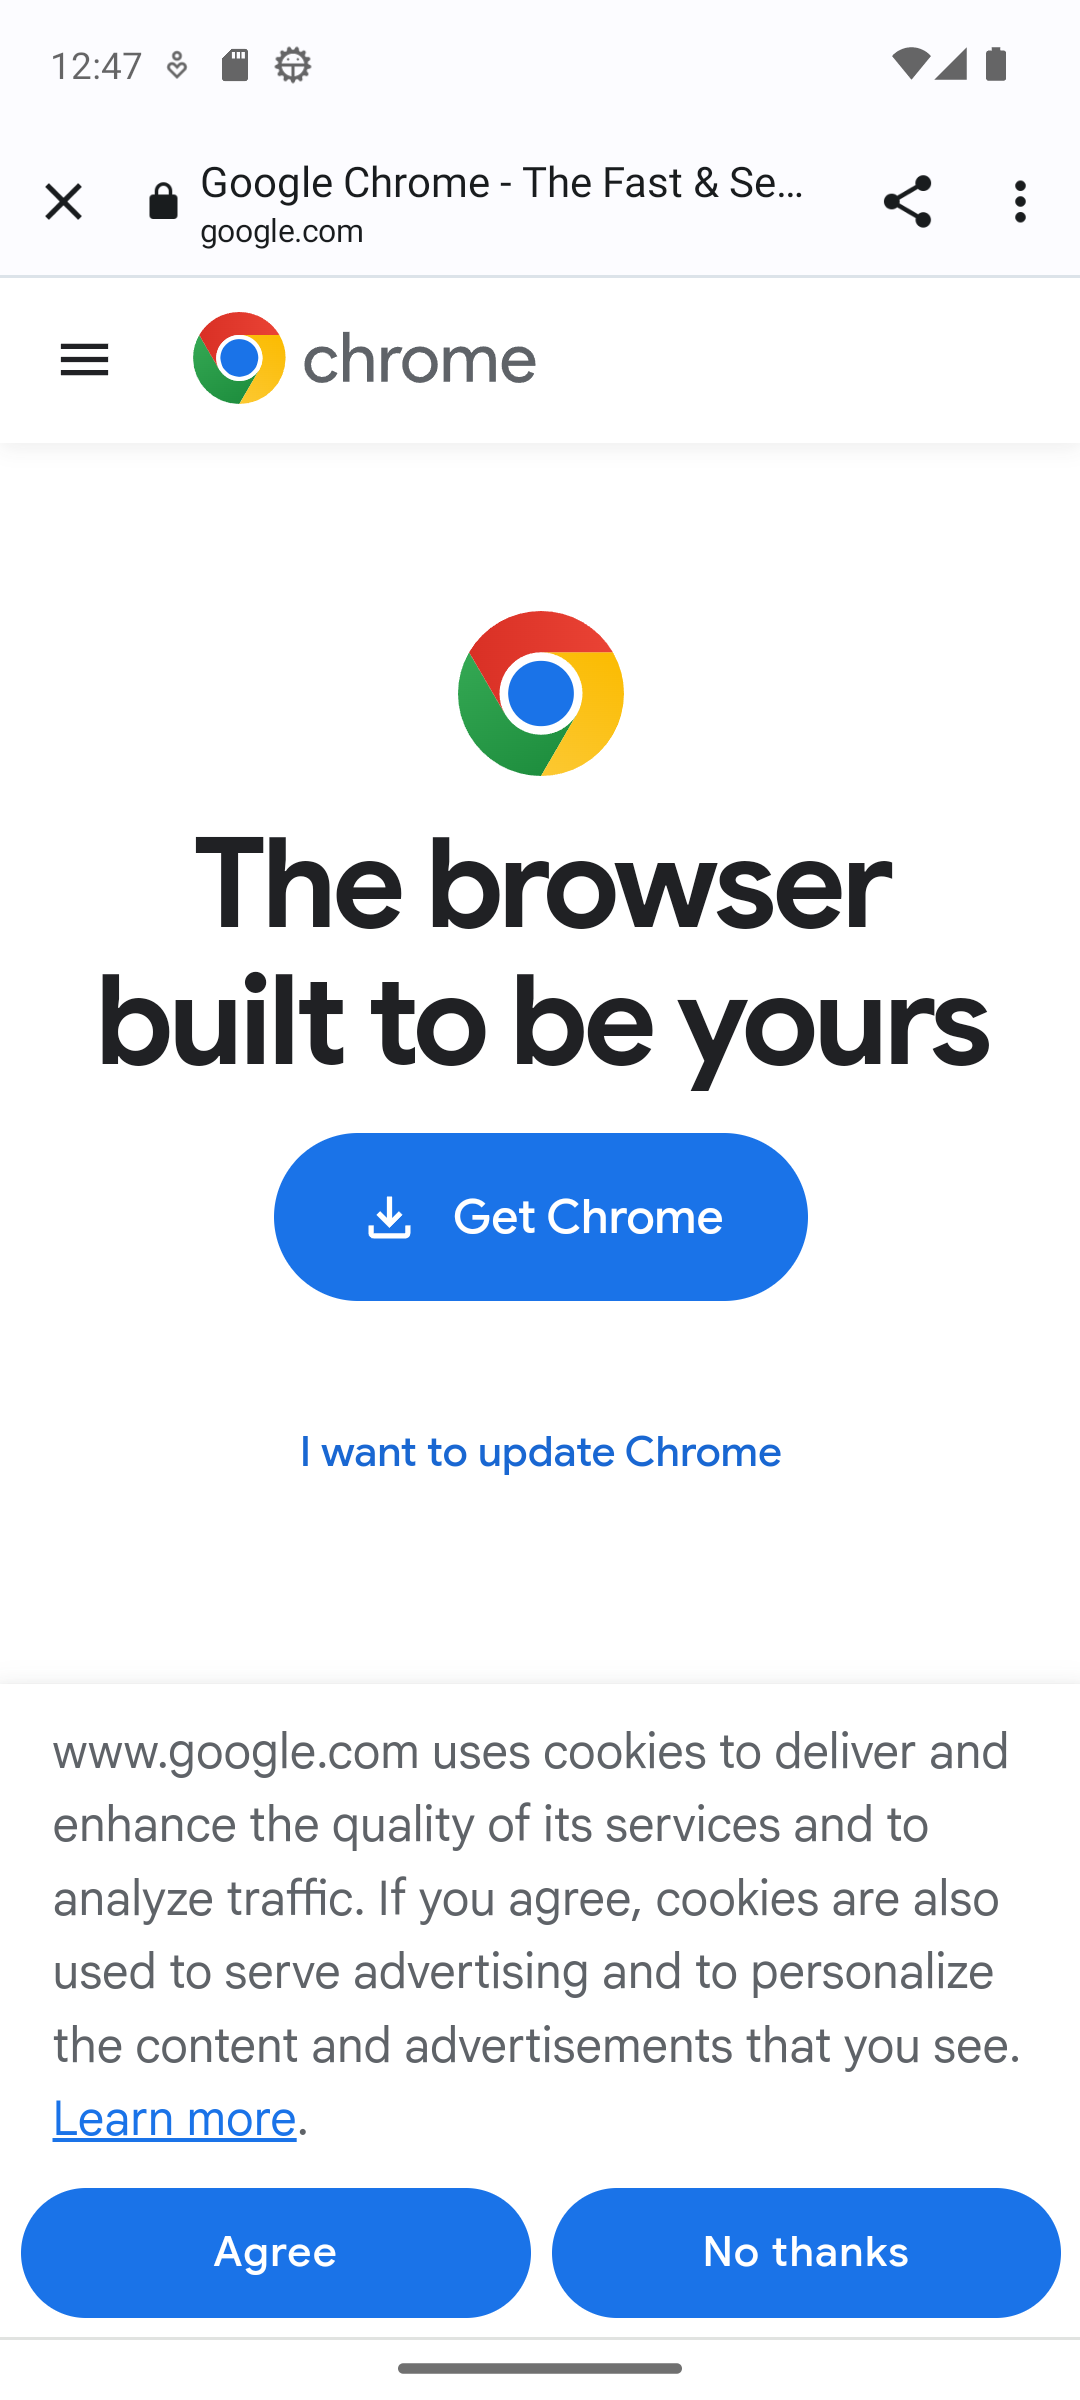 12:47
Google Chrome - The Fast & Se...
google.com
chrome
The browser
built to be yours
Get Chrome
I want to update Chrome
www.google.com uses cookies to deliver and
enhance the quality of its services and to
analyze traffic. If you agree, cookies are also
used to serve advertising and to personalize
the content and advertisements that you see.
Learn more.
Agree
No thanks